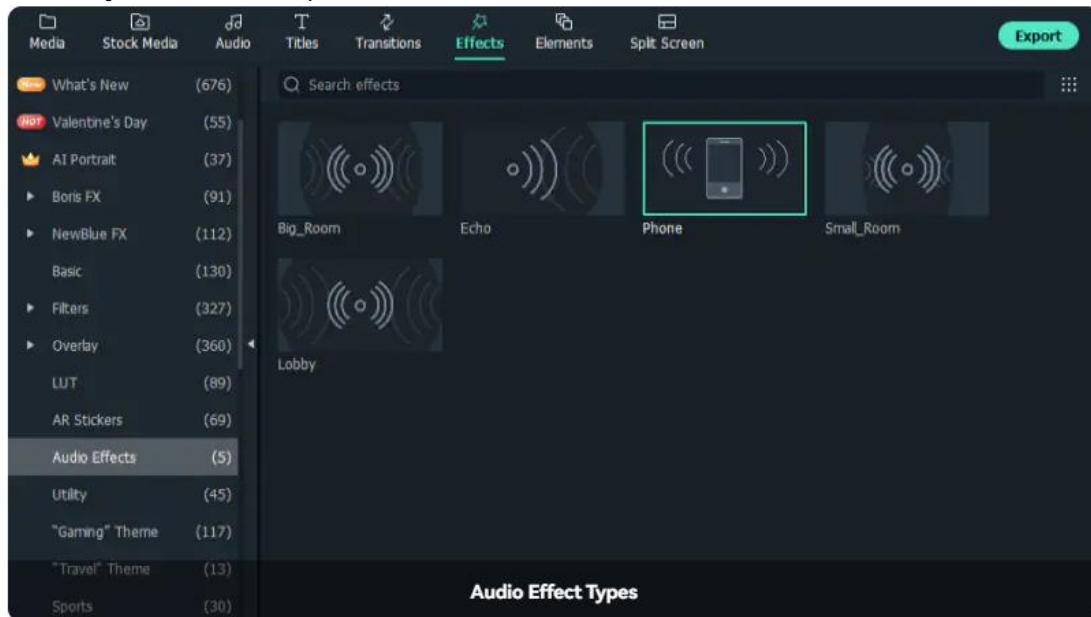 Media Stock Media Audio Titles Transitions Effects Elements Split Screen Export
New What's New (676)
HOT Valentine's Day (55)
AI Portrait (37)
Boris FX (91)
NewBlue FX (112)
Basic (130)
Filters (327)
Overlay (360)
LUT (89)
AR Stickers (69)
Audio Effects (5)
Utility (45)
"Gaming" Theme (117)
"Travel" Theme (13)
Sports (30)
Search effects
Big_Room Echo Phone Small_Room
Lobby
Audio Effect Types